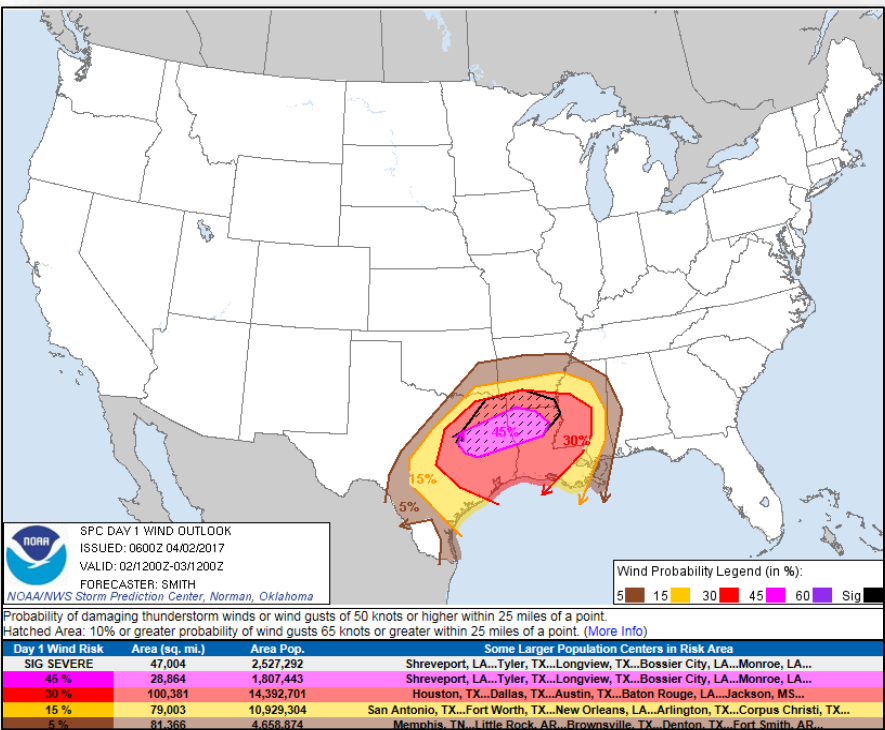 45%
30%
15%
5%
NOAA
SPC DAY 1 WIND OUTLOOK
ISSUED: 0600Z 04/02/2017
VALID: 02/1200Z-03/1200Z
FORECASTER: SMITH
NOAA/NWS Storm Prediction Center, Norman, Oklahoma
Wind Probability Legend (in %):
5 15 30 45 60 Sig
Probability of damaging thunderstorm winds or wind gusts of 50 knots or higher within 25 miles of a point.
Hatched Area: 10% or greater probability of wind gusts 65 knots or greater within 25 miles of a point. (More Info)
Day 1 Wind Risk Area (sq. mi.) Area Pop. Some Larger Population Centers in Risk Area
SIG SEVERE 47,004 2,527,292 Shreveport, LA...Tyler, TX...Longview, TX...Bossier City, LA...Monroe, LA...
45 % 28,864 1,807,443 Shreveport, LA...Tyler, TX...Longview, TX...Bossier City, LA...Monroe, LA...
30 % 100,381 14,392,701 Houston, TX...Dallas, TX...Austin, TX...Baton Rouge, LA...Jackson, MS...
15 % 79,003 10,929,304 San Antonio, TX...Fort Worth, TX...New Orleans, LA...Arlington, TX...Corpus Christi, TX...
5 % 81,366 4,658,874 Memphis, TN...Little Rock, AR...Brownsville, TX...Denton, TX...Fort Smith, AR...